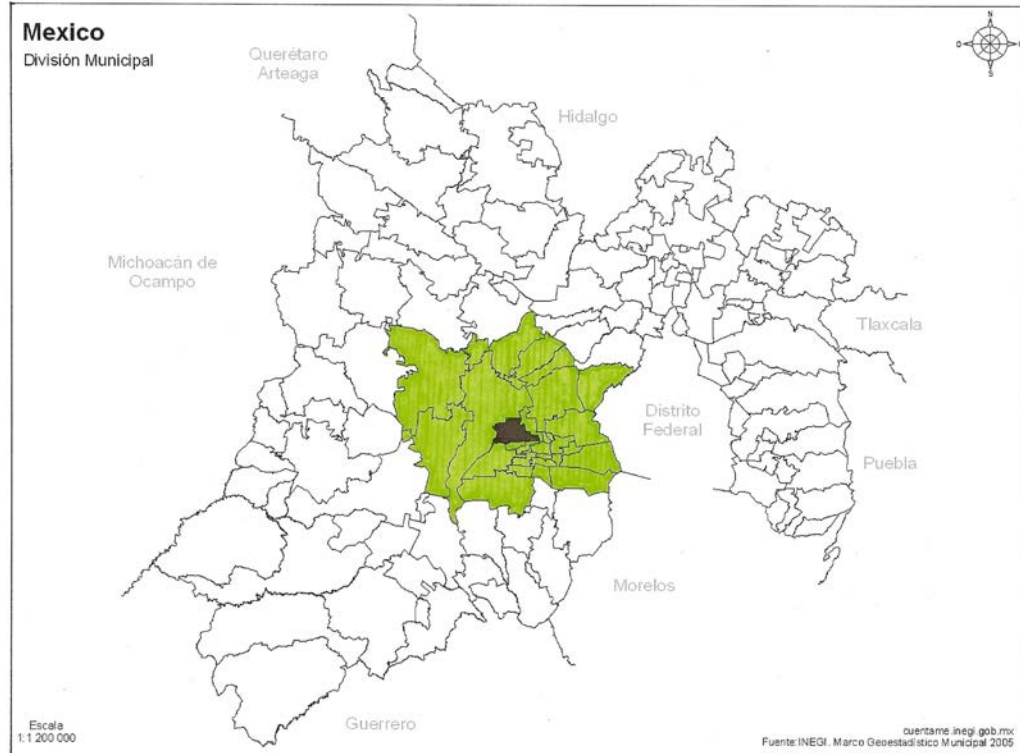 Mexico
División Municipal
N
O
E
S
Querétaro
Arteaga
Hidalgo
Michoacán de
Ocampo
Tlaxcala
Distrito
Federal
Puebla
Morelos
Guerrero
Escala
1:1 200 000
cuentame.inegi.gob.mx
Fuente: INEGI. Marco Geoestadístico Municipal 2005